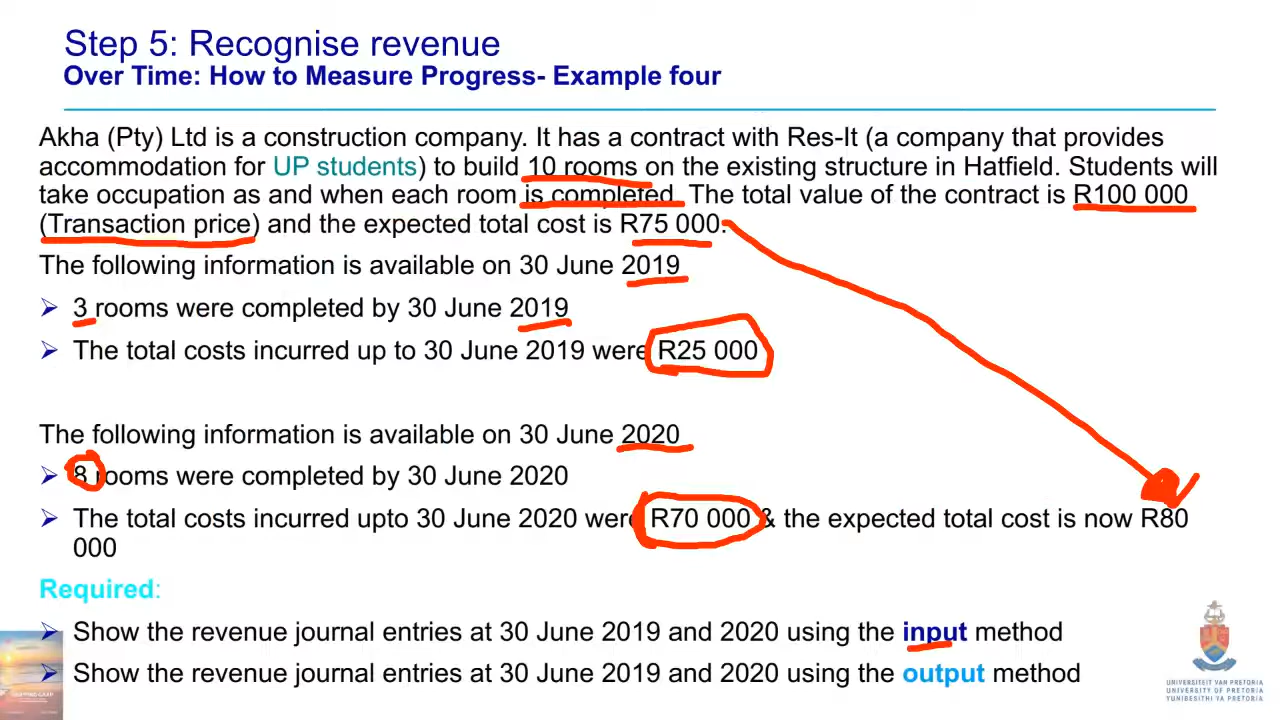 Step 5: Recognise revenue
Over Time: How to Measure Progress- Example four
Akha (Pty) Ltd is a construction company. It has a contract with Res-It (a company that provides
accommodation for UP students) to build 10 rooms on the existing structure in Hatfield. Students will
take occupation as and when each room is completed. The total value of the contract is R100 000
(Transaction price) and the expected total cost is R75 000.
The following information is available on 30 June 2019
➢ 3 rooms were completed by 30 June 2019
➢ The total costs incurred up to 30 June 2019 were R25 000
The following information is available on 30 June 2020
➢ 8 rooms were completed by 30 June 2020
➢ The total costs incurred upto 30 June 2020 were R70 000 & the expected total cost is now R80
000
Required:
➢ Show the revenue journal entries at 30 June 2019 and 2020 using the input method
➢ Show the revenue journal entries at 30 June 2019 and 2020 using the output method
UNIVERSITEIT VAN PRETORIA
UNIVERSITY OF PRETORIA
YUNIBESITHI YA PRETORIA